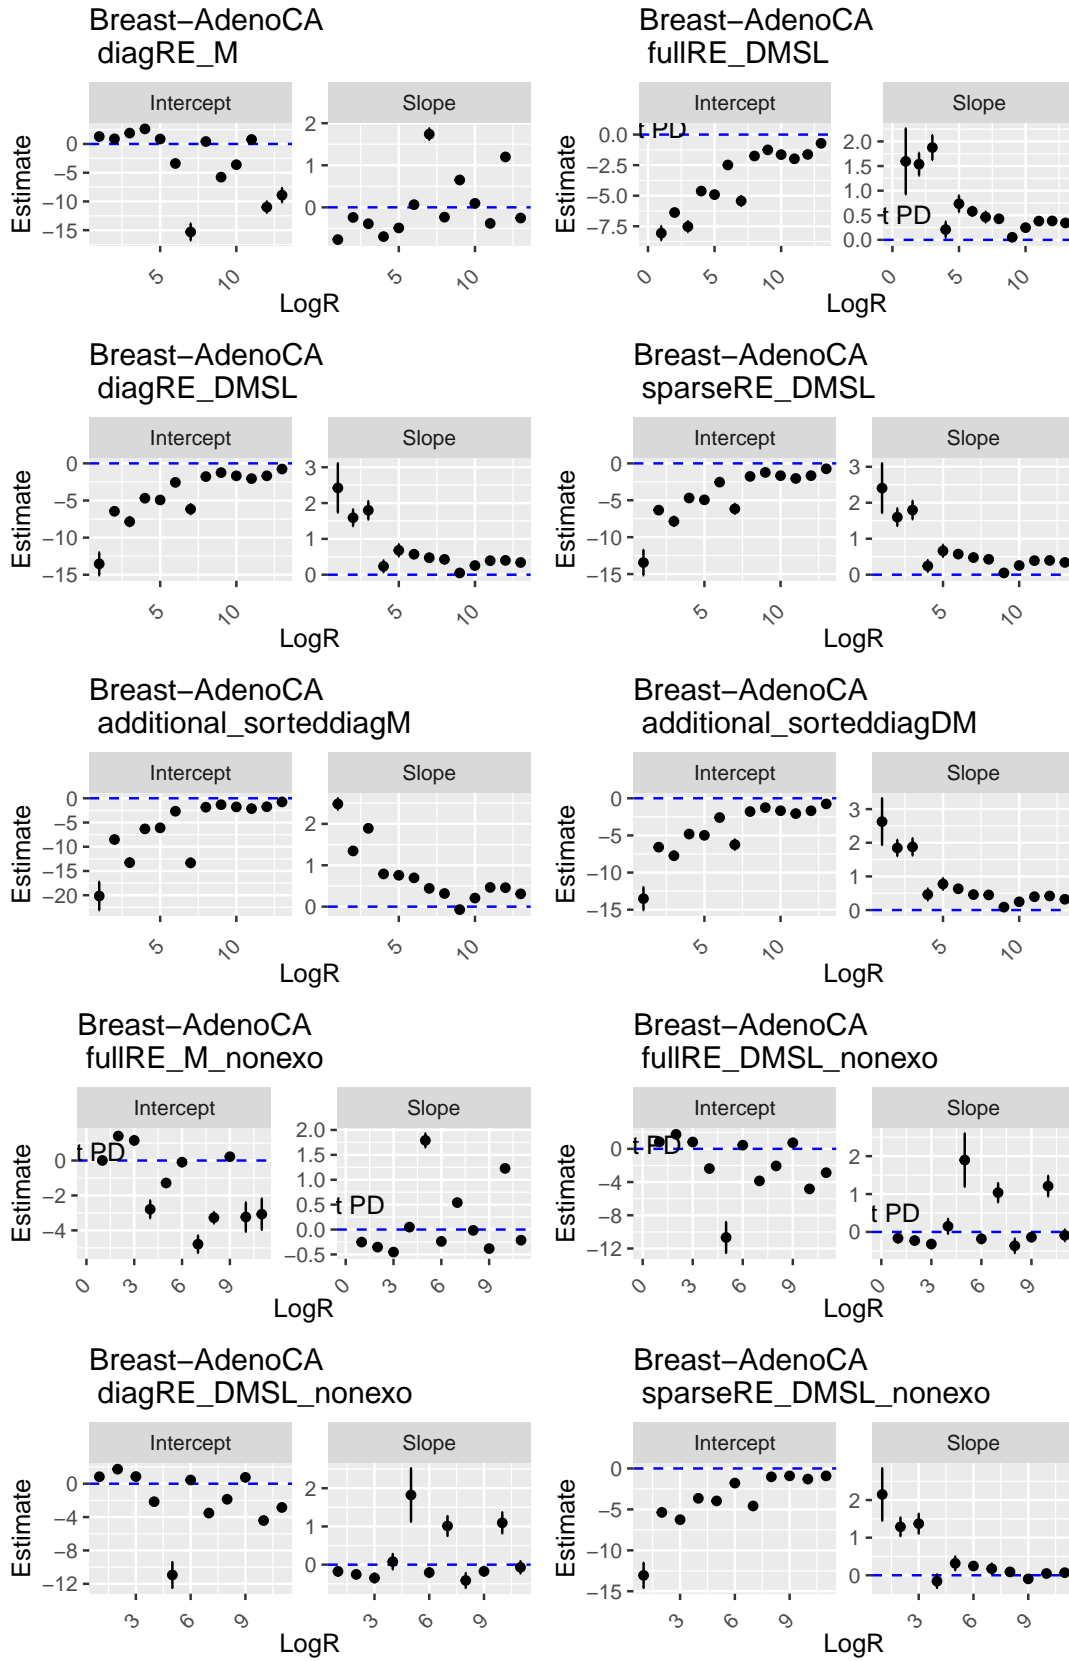 Breast−AdenoCA
diagRE_M
Intercept
Slope
Estimate
0
−5
−10
−15
2
1
0
5
10
5
10
LogR
Breast−AdenoCA
fullRE_DMSL
Intercept
Slope
Estimate
0.0
−2.5
−5.0
−7.5
t PD
2.0
1.5
1.0
0.5
0.0
t PD
0
5
10
0
5
10
LogR
Breast−AdenoCA
diagRE_DMSL
Intercept
Slope
Estimate
0
−5
−10
−15
3
2
1
0
5
10
5
10
LogR
Breast−AdenoCA
sparseRE_DMSL
Intercept
Slope
Estimate
0
−5
−10
−15
3
2
1
0
5
10
5
10
LogR
Breast−AdenoCA
additional_sorteddiagM
Intercept
Slope
Estimate
0
−5
−10
−15
−20
2
1
0
5
10
5
10
LogR
Breast−AdenoCA
additional_sorteddiagDM
Intercept
Slope
Estimate
0
−5
−10
−15
3
2
1
0
5
10
5
10
LogR
Breast−AdenoCA
fullRE_M_nonexo
Intercept
Slope
Estimate
0
−2
−4
t PD
2.0
1.5
1.0
0.5
0.0
−0.5
t PD
0
3
6
9
0
3
6
9
LogR
Breast−AdenoCA
fullRE_DMSL_nonexo
Intercept
Slope
Estimate
0
−4
−8
−12
t PD
2
1
0
t PD
0
3
6
9
0
3
6
9
LogR
Breast−AdenoCA
diagRE_DMSL_nonexo
Intercept
Slope
Estimate
0
−4
−8
−12
2
1
0
3
6
9
3
6
9
LogR
Breast−AdenoCA
sparseRE_DMSL_nonexo
Intercept
Slope
Estimate
0
−5
−10
−15
2
1
0
3
6
9
3
6
9
LogR